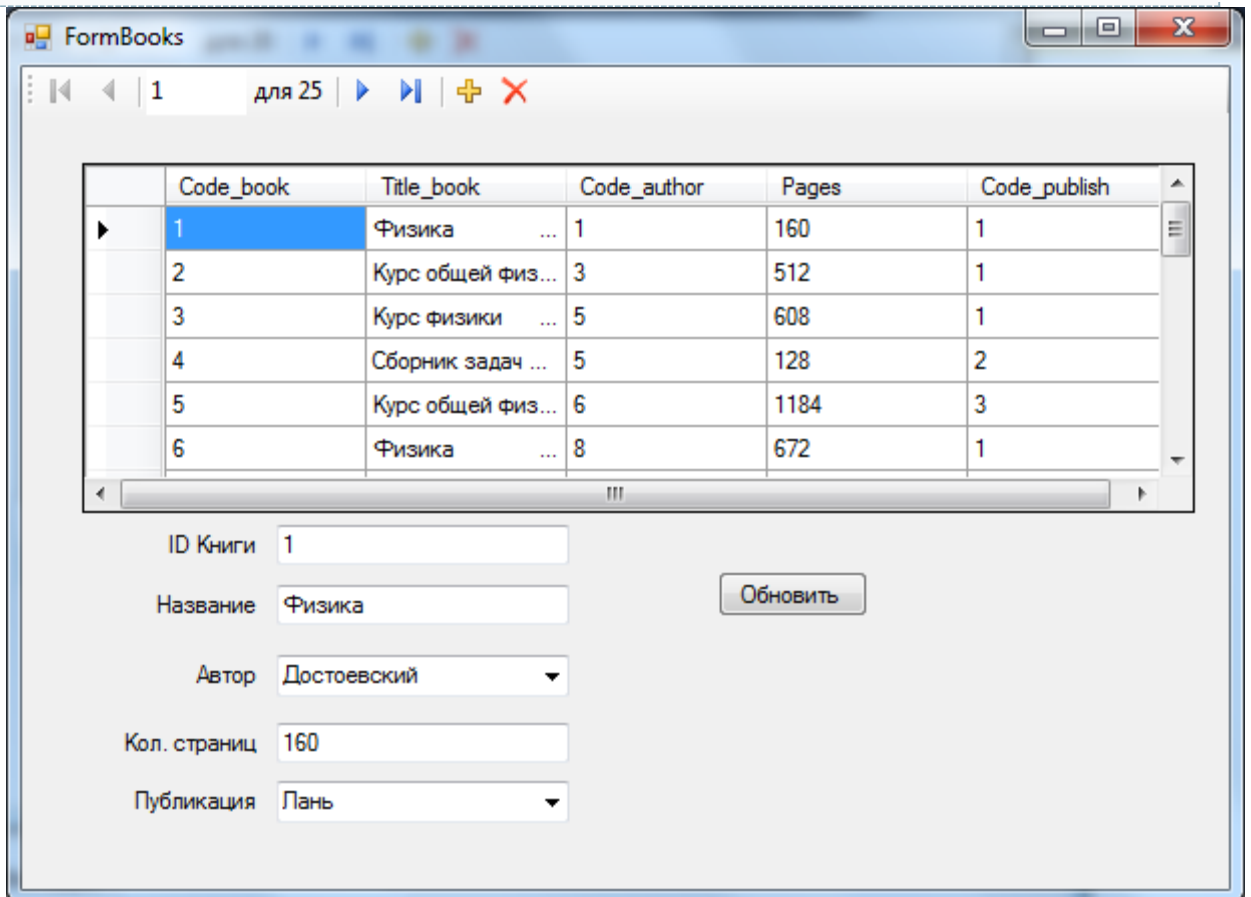 FormBooks
1 для 25
Code_book Title_book Code_author Pages Code_publish
1 Физика ... 1 160 1
2 Курс общей физ... 3 512 1
3 Курс физики ... 5 608 1
4 Сборник задач ... 5 128 2
5 Курс общей физ... 6 1184 3
6 Физика ... 8 672 1
ID Книги 1
Название Физика
Обновить
Автор Достоевский
Кол. страниц 160
Публикация Лань